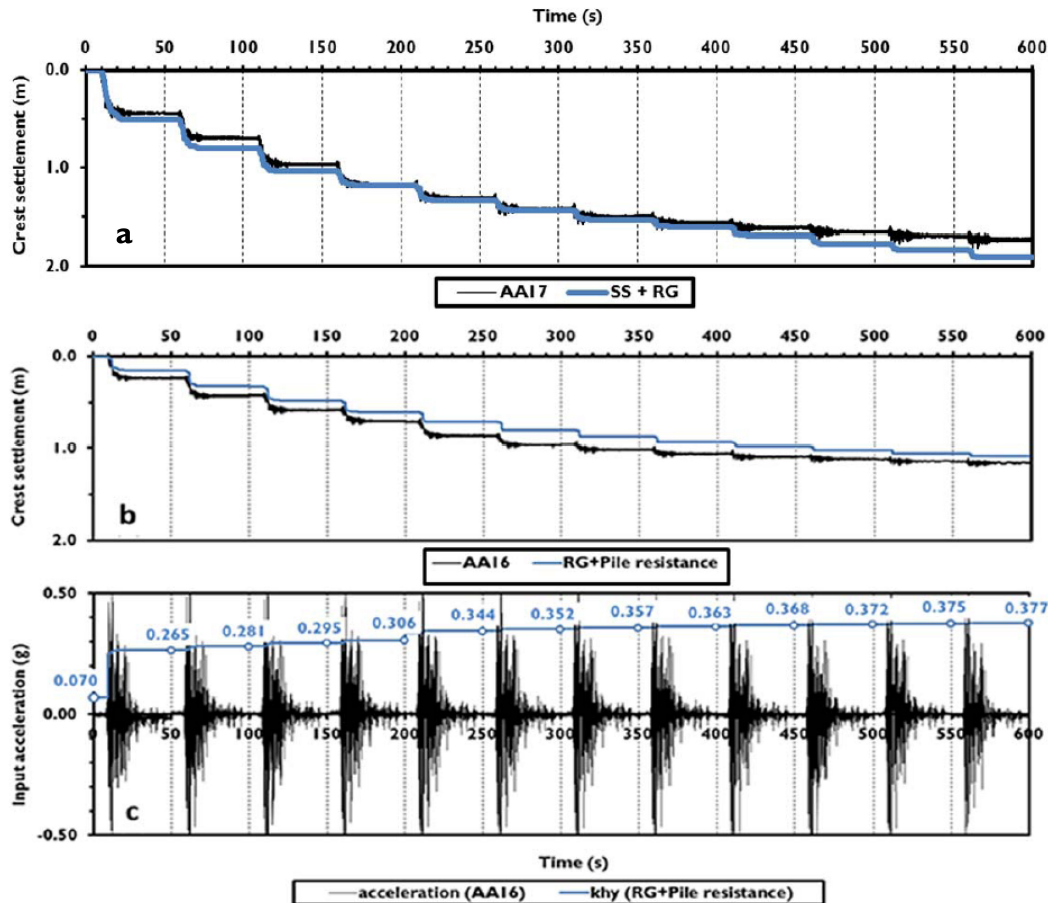 Time (s)
0 50 100 150 200 250 300 350 400 450 500 550 600
0.0
1.0
2.0
Crest settlement (m)
a
AA17 SS + RG
0 50 100 150 200 250 300 350 400 450 500 550 600
0.0
1.0
2.0
Crest settlement (m)
b
AA16 RG+Pile resistance
0.50
0.00
-0.50
Input acceleration (g)
0.070 0.265 0.281 0.295 0.306 0.344 0.352 0.357 0.363 0.368 0.372 0.375 0.377
0 50 100 150 200 250 300 350 400 450 500 550 600
c
Time (s)
acceleration (AA16) khy (RG+Pile resistance)